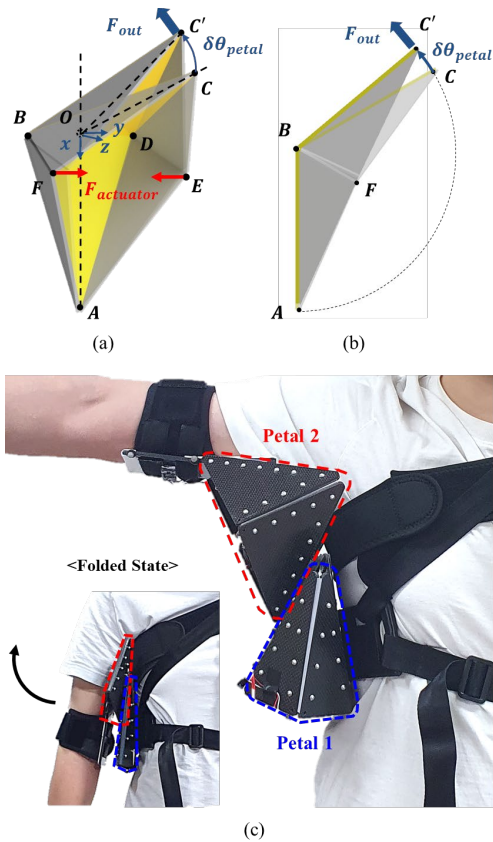 F_out C′
δθ_petal
C
B O y
x z D
F F_actuator E
A
(a)
F_out C′
δθ_petal
C
B
F
A
(b)
Petal 2
<Folded State>
Petal 1
(c)